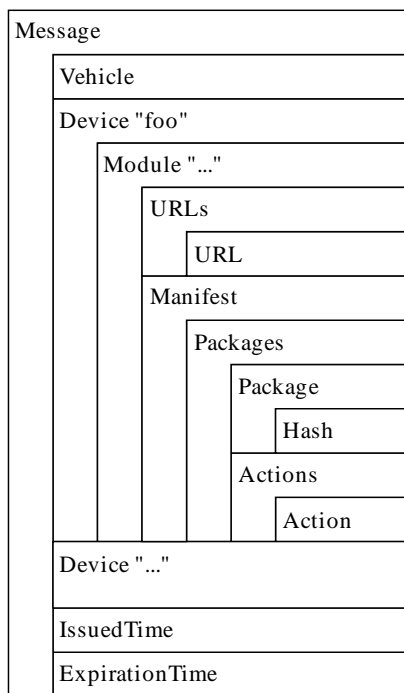 Message
Vehicle
Device "foo"
Module "..."
URLs
URL
Manifest
Packages
Package
Hash
Actions
Action
Device "..."
IssuedTime
ExpirationTime